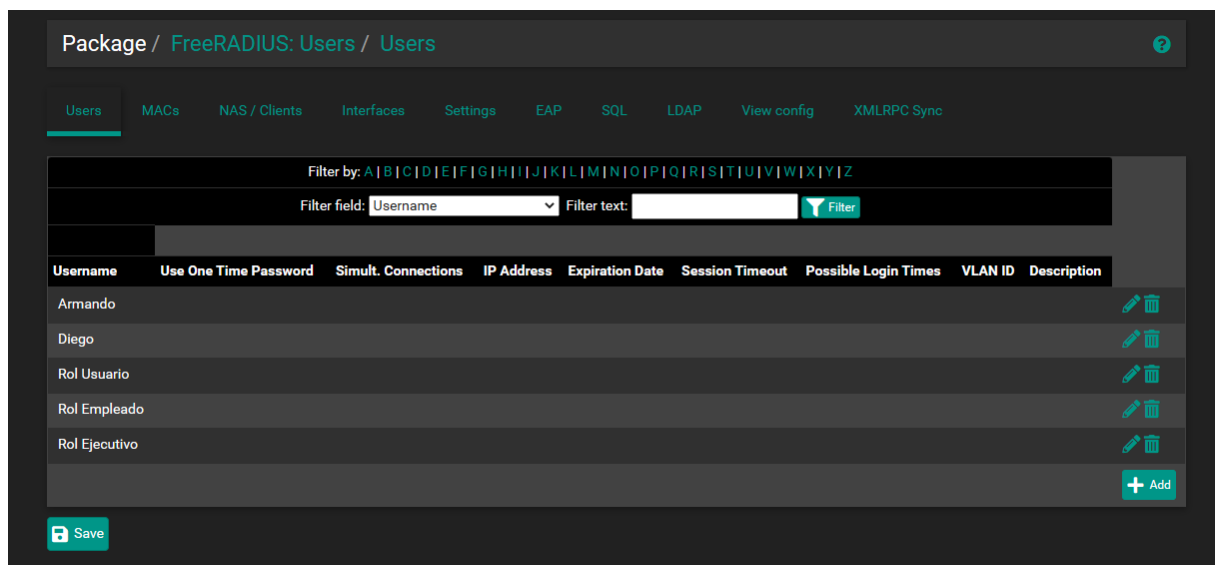 Package / FreeRADIUS: Users / Users
Users MACs NAS / Clients Interfaces Settings EAP SQL LDAP View config XMLRPC Sync
Filter by: A | B | C | D | E | F | G | H | I | J | K | L | M | N | O | P | Q | R | S | T | U | V | W | X | Y | Z
Filter field: Username Filter text: Filter
Username Use One Time Password Simult. Connections IP Address Expiration Date Session Timeout Possible Login Times VLAN ID Description
Armando
Diego
Rol Usuario
Rol Empleado
Rol Ejecutivo
Add
Save